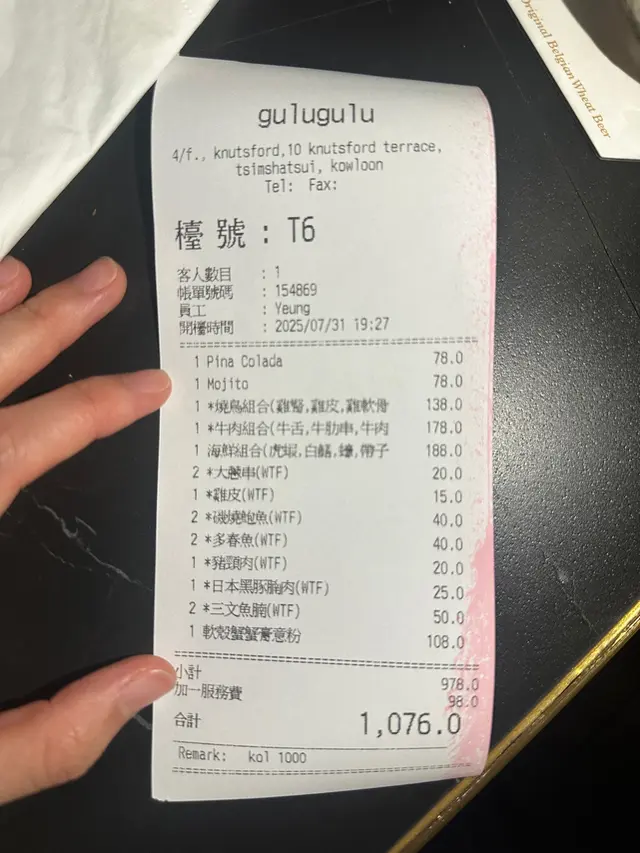 gulugulu
4/f., knutsford,10 knutsford terrace,
tsimshatsui, kowloon
Tel: Fax:
檯號 : T6
客人數目 : 1
帳單號碼 : 154869
員工 : Yeung
開檯時間 : 2025/07/31 19:27
1 Pina Colada 78.0
1 Mojito 78.0
1 *燒鳥組合(雞腎,雞皮,雞軟骨 138.0
1 *牛肉組合(牛舌,牛肋串,牛肉 178.0
1 海鮮組合(虎蝦,白鱔,蠔,帶子 188.0
2 *大蔥串(WTF) 20.0
1 *雞皮(WTF) 15.0
2 *磯燒鮑魚(WTF) 40.0
2 *多春魚(WTF) 40.0
1 *豬頸肉(WTF) 20.0
1 *日本黑豚腩肉(WTF) 25.0
2 *三文魚腩(WTF) 50.0
1 軟殼蟹蟹膏意粉 108.0
小計 978.0
加一服務費 98.0
合計 1,076.0
Remark: kol 1000
Original Belgian Wheat Beer